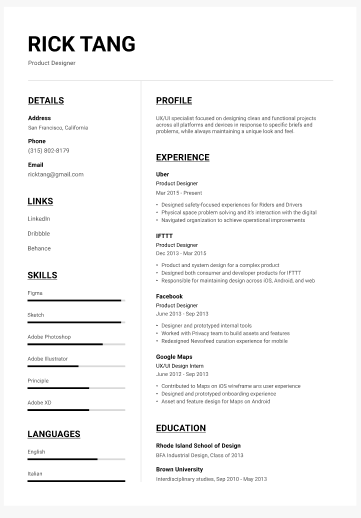 RICK TANG
Product Designer
DETAILS
Address
San Francisco, California
Phone
(315) 802-8179
Email
ricktang@gmail.com
LINKS
LinkedIn
Dribbble
Behance
SKILLS
Figma
Sketch
Adobe Photoshop
Adobe Illustrator
Principle
Adobe XD
LANGUAGES
English
Italian
PROFILE
UX/UI specialist focused on designing clean and functional projects
across all platforms and devices in response to specific briefs and
problems, while always maintaining a unique look and feel.
EXPERIENCE
Uber
Product Designer
Mar 2015 - Present
• Designed safety-focused experiences for Riders and Drivers
• Physical space problem solving and it's interaction with the digital
• Navigated organization to achieve operational improvements
IFTTT
Product Designer
Dec 2013 - Mar 2015
• Product and system design for a complex product
• Designed both consumer and developer products for IFTTT
• Responsible for maintaining design across iOS, Android, and web
Facebook
Product Designer
June 2013 - Sep 2013
• Designer and prototyped internal tools
• Worked with Privacy team to build assets and features
• Redesigned Newsfeed curation experience for mobile
Google Maps
UX/UI Design Intern
June 2012 - Sep 2013
• Contributed to Maps on iOS wireframe ans user experience
• Designed and prototyped onboarding experience
• Asset and feature design for Maps on Android
EDUCATION
Rhode Island School of Design
BFA Industrial Design, Class of 2013
Brown University
Interdisciplinary studies, Sep 2010 - May 2013